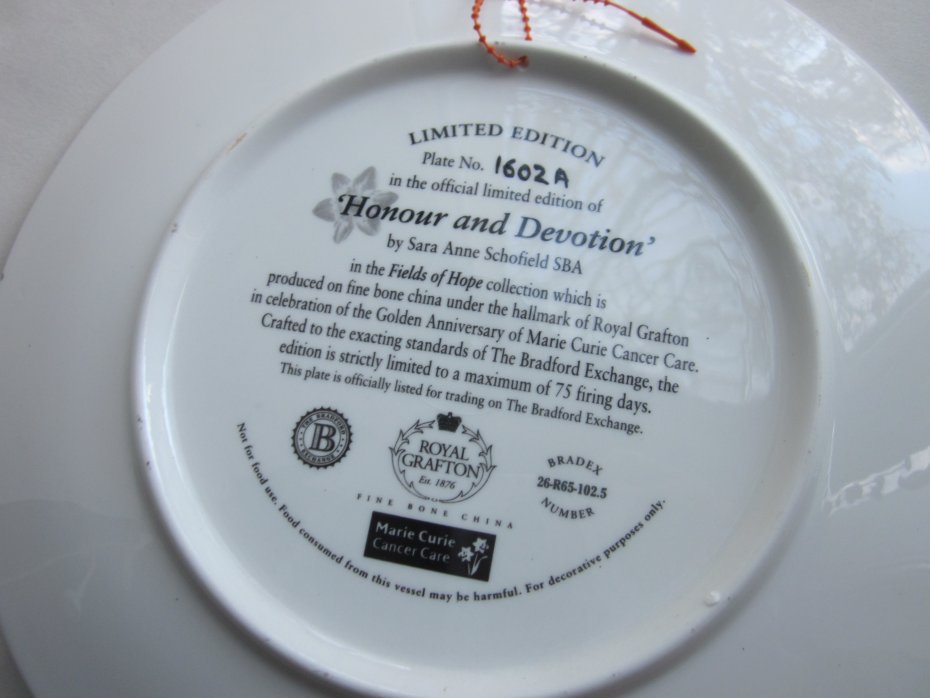 LIMITED EDITION
Plate No. 1602A
in the official limited edition of
'Honour and Devotion'
by Sara Anne Schofield SBA
in the Fields of Hope collection which is
produced on fine bone china under the hallmark of Royal Grafton
in celebration of the Golden Anniversary of Marie Curie Cancer Care.
Crafted to the exacting standards of The Bradford Exchange, the
edition is strictly limited to a maximum of 75 firing days.
This plate is officially listed for trading on The Bradford Exchange.
THE BRADFORD
B
EXCHANGE
ROYAL
GRAFTON
Est. 1876
FINE BONE CHINA
BRADEX
26-R65-102.5
NUMBER
Marie Curie
Cancer Care
Not for food use. Food consumed from this vessel may be harmful. For decorative purposes only.